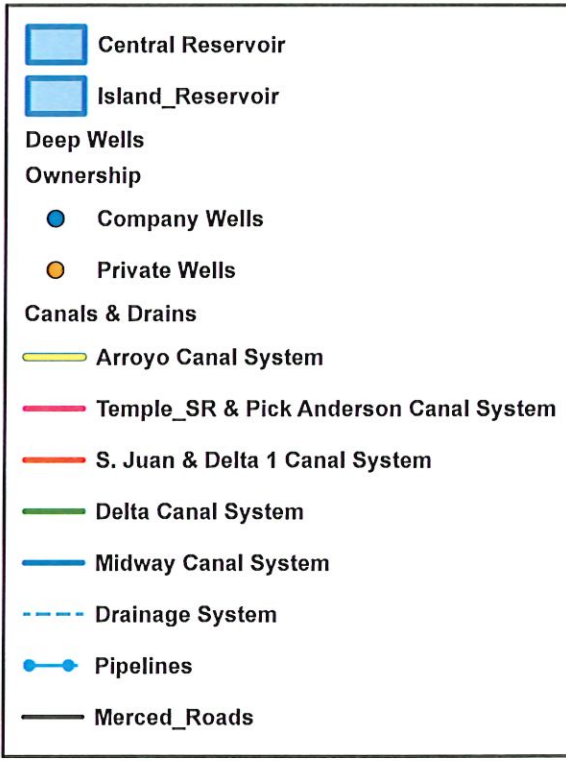 Central Reservoir
Island_Reservoir
Deep Wells
Ownership
Company Wells
Private Wells
Canals & Drains
Arroyo Canal System
Temple_SR & Pick Anderson Canal System
S. Juan & Delta 1 Canal System
Delta Canal System
Midway Canal System
Drainage System
Pipelines
Merced_Roads